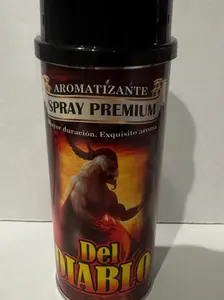 AROMATIZANTE
SPRAY PREMIUM
duración. Exquisito aroma
Del
DIABLO